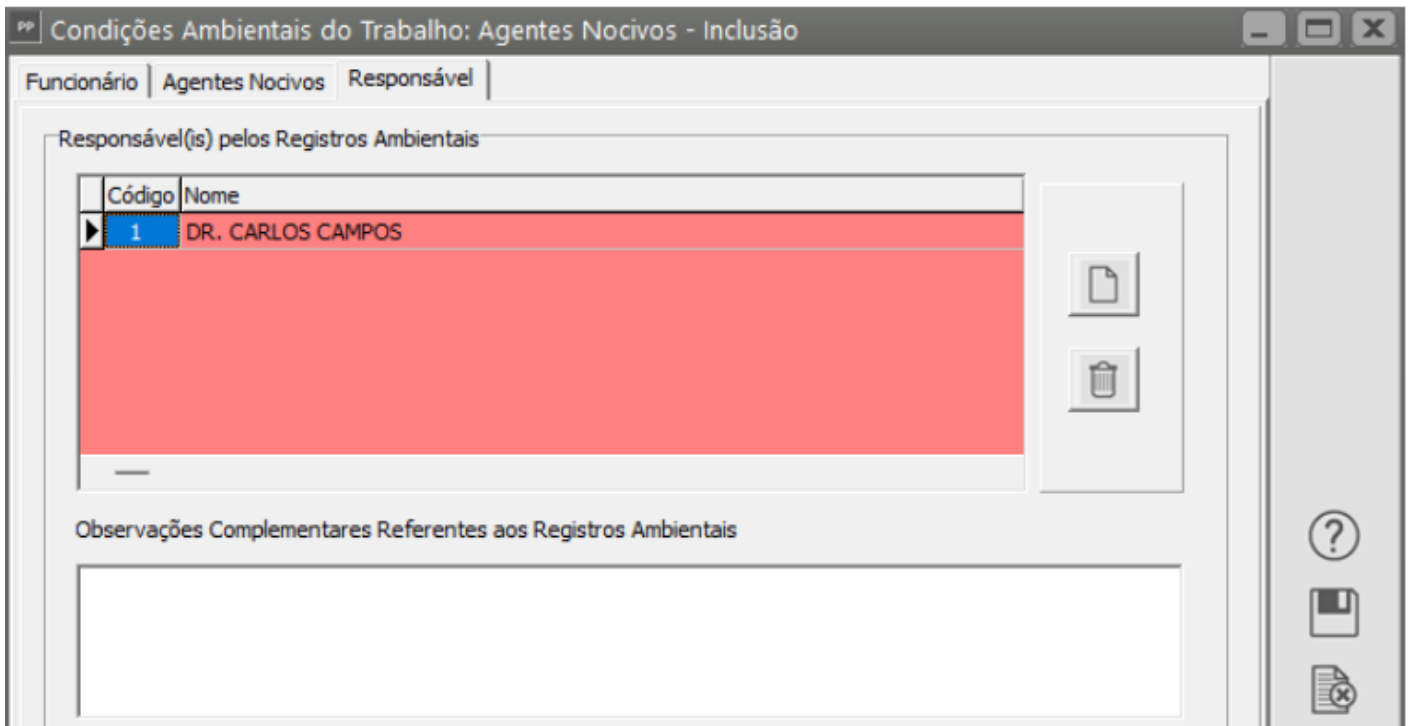 PP Condições Ambientais do Trabalho: Agentes Nocivos - Inclusão
Funcionário Agentes Nocivos Responsável
Responsável(is) pelos Registros Ambientais
Código Nome
1 DR. CARLOS CAMPOS
Observações Complementares Referentes aos Registros Ambientais